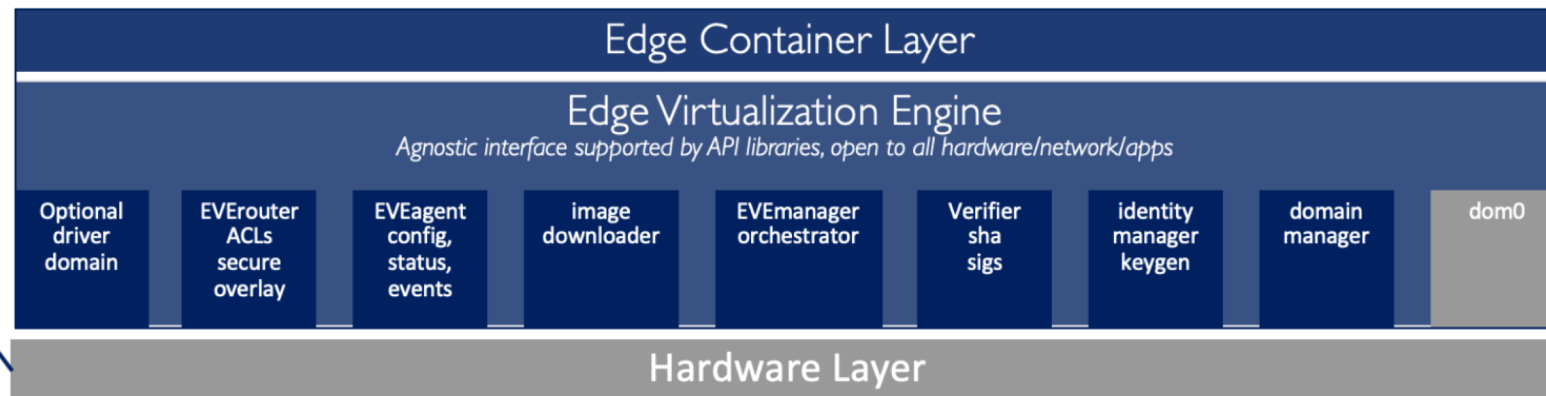 Edge Container Layer
Edge Virtualization Engine
Agnostic interface supported by API libraries, open to all hardware/network/apps
Optional
driver
domain
EVErouter
ACLs
secure
overlay
EVEagent
config,
status,
events
image
downloader
EVEmanager
orchestrator
Verifier
sha
sigs
identity
manager
keygen
domain
manager
dom0
Hardware Layer